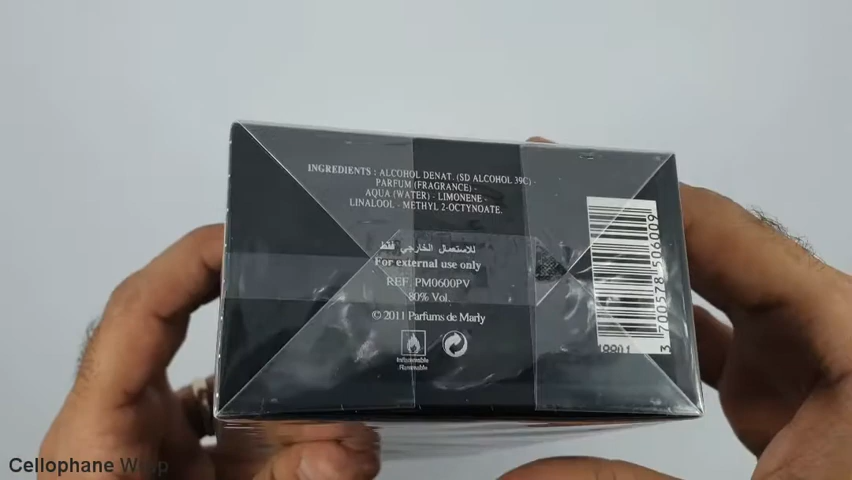 INGREDIENTS : ALCOHOL DENAT. (SD ALCOHOL 39C) -
PARFUM (FRAGRANCE) -
AQUA (WATER) - LIMONENE -
LINALOOL - METHYL 2-OCTYNOATE.
للاستعمال الخارجي فقط
For external use only
REF. PM0600PV
80% Vol.
© 2011 Parfums de Marly
Inflammable
Flammable
3 700578 506009
Cellophane Wrap